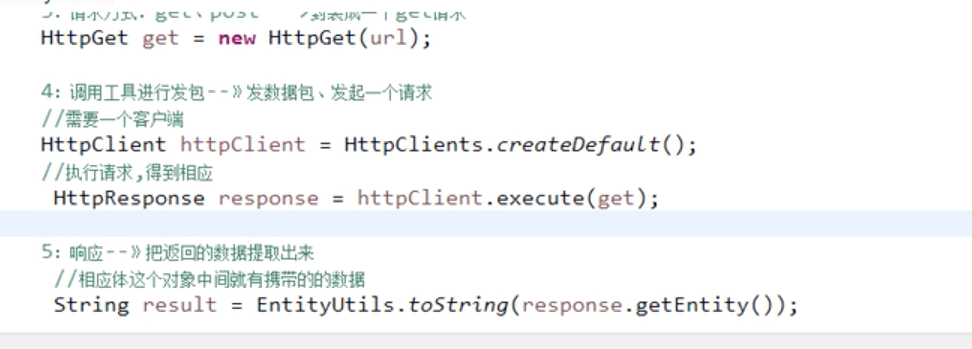 3: 请求方式: get、post --》封装成一个get请求
HttpGet get = new HttpGet(url);
4: 调用工具进行发包--》发数据包、发起一个请求
//需要一个客户端
HttpClient httpClient = HttpClients.createDefault();
//执行请求,得到相应
HttpResponse response = httpClient.execute(get);
5: 响应--》把返回的数据提取出来
//相应体这个对象中间就有携带的的数据
String result = EntityUtils.toString(response.getEntity());